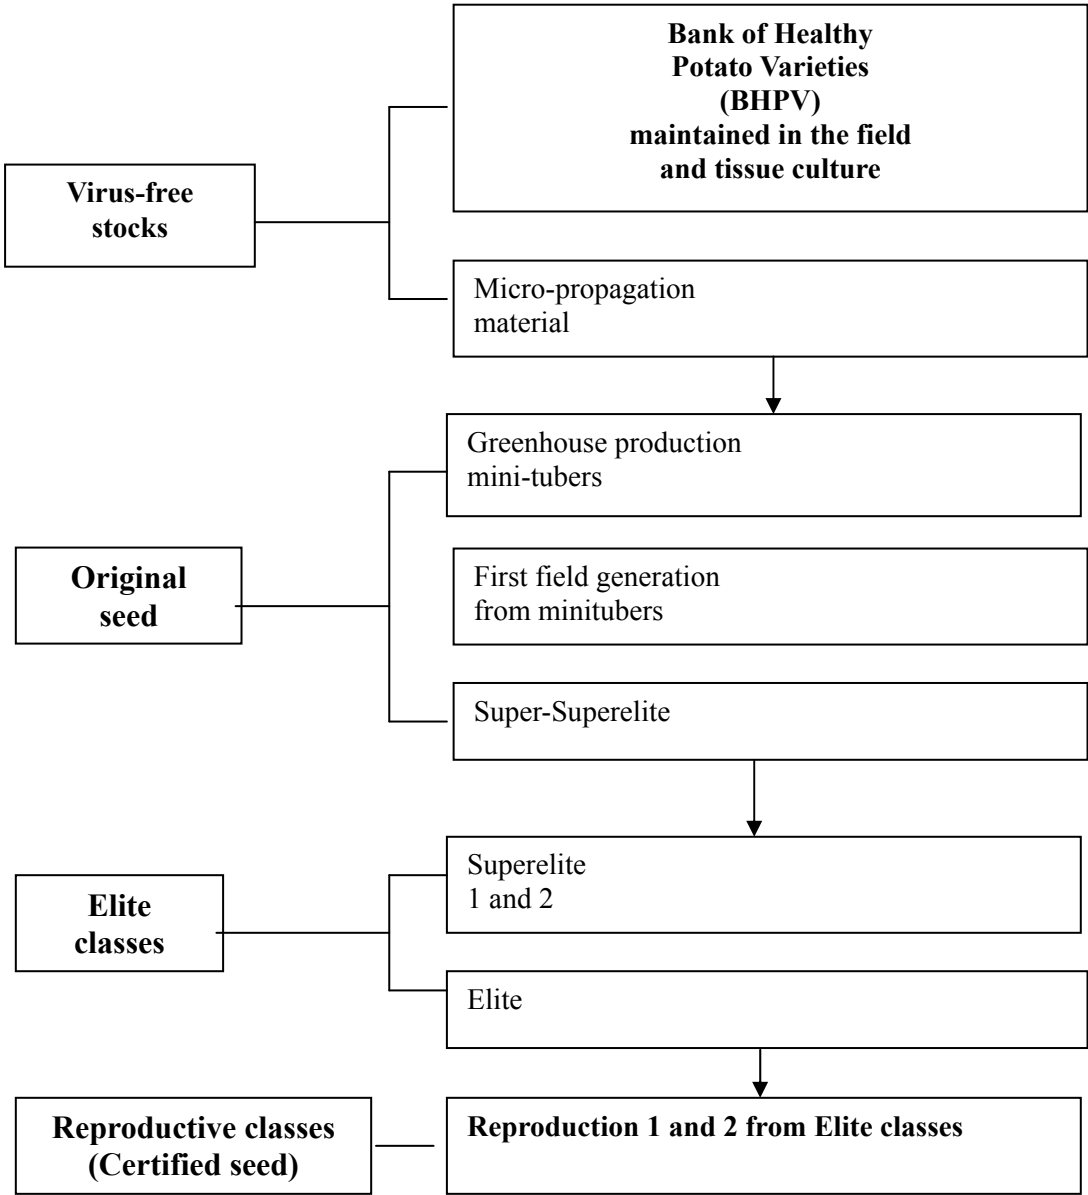 Bank of Healthy
Potato Varieties
(BHPV)
maintained in the field
and tissue culture
Virus-free
stocks
Micro-propagation
material
Greenhouse production
mini-tubers
Original
seed
First field generation
from minitubers
Super-Superelite
Superelite
1 and 2
Elite
classes
Elite
Reproductive classes
(Certified seed)
Reproduction 1 and 2 from Elite classes